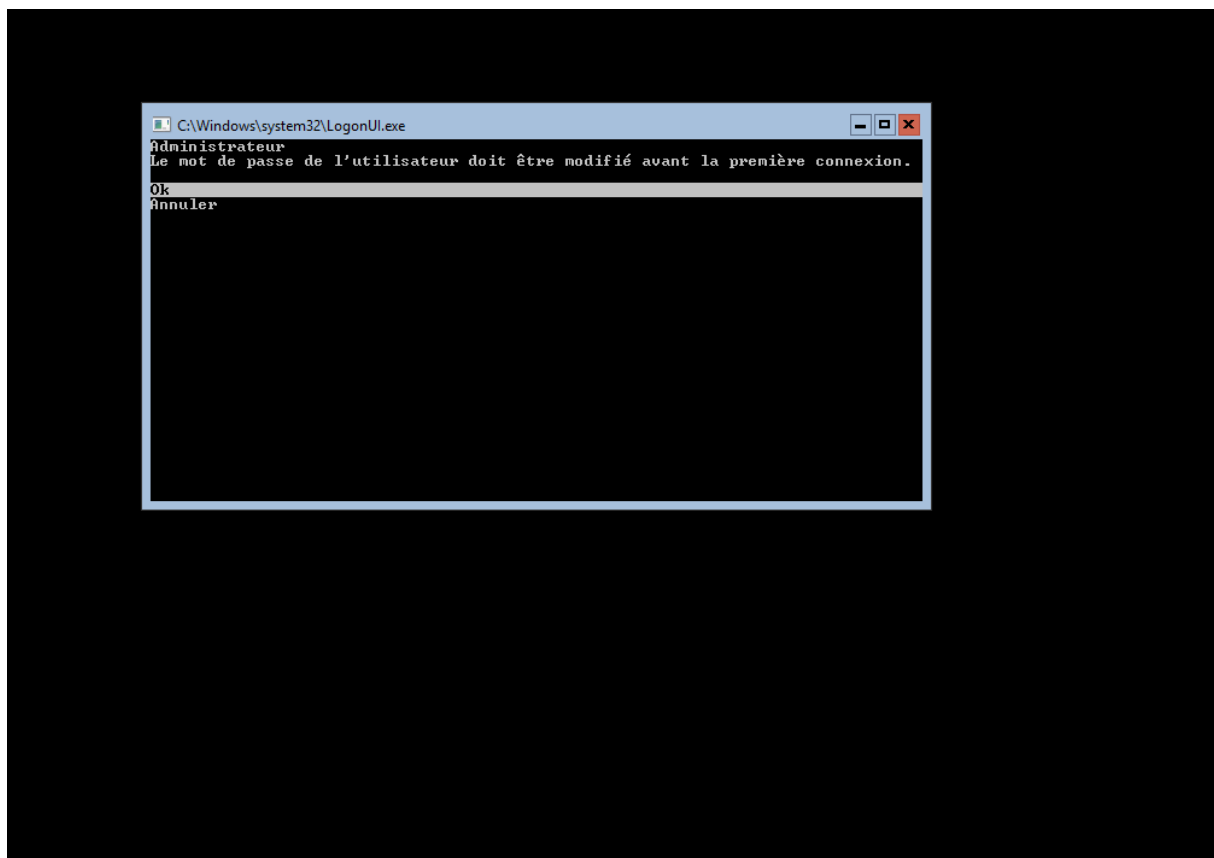 C:\Windows\system32\LogonUI.exe
Administrateur
Le mot de passe de l'utilisateur doit être modifié avant la première connexion.
Ok
Annuler